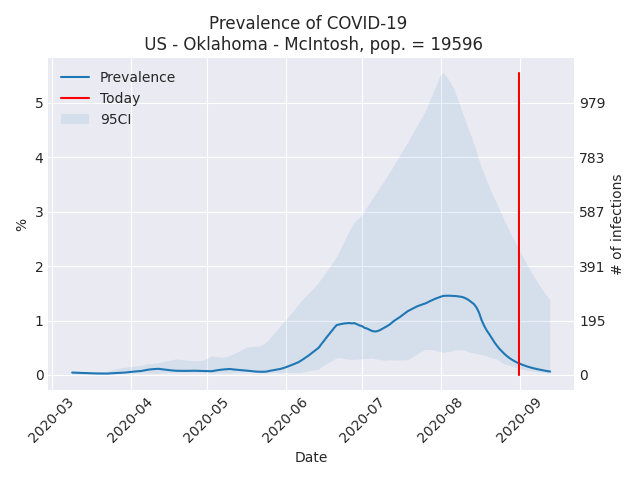 Prevalence of COVID-19
US - Oklahoma - McIntosh, pop. = 19596
Prevalence
Today
95CI
%
5
4
3
2
1
0
979
783
587
391
195
0
# of infections
2020-03
2020-04
2020-05
2020-06
2020-07
2020-08
2020-09
Date